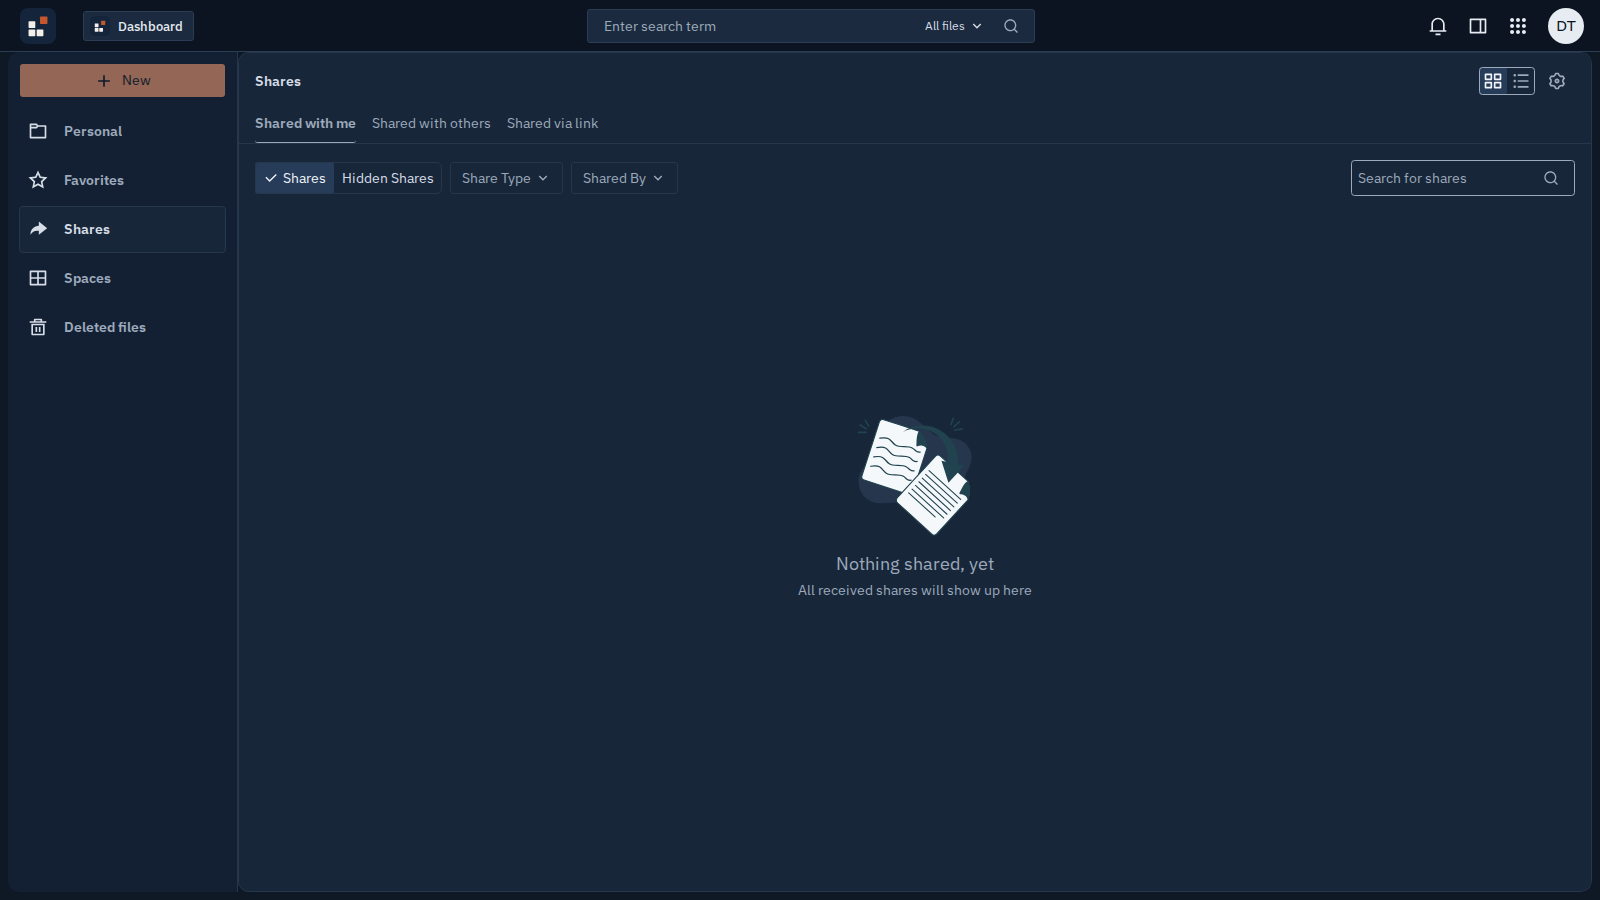 Dashboard
Enter search term
All files
DT
New
Personal
Favorites
Shares
Spaces
Deleted files
Shares
Shared with me
Shared with others
Shared via link
Shares
Hidden Shares
Share Type
Shared By
Search for shares
Nothing shared, yet
All received shares will show up here